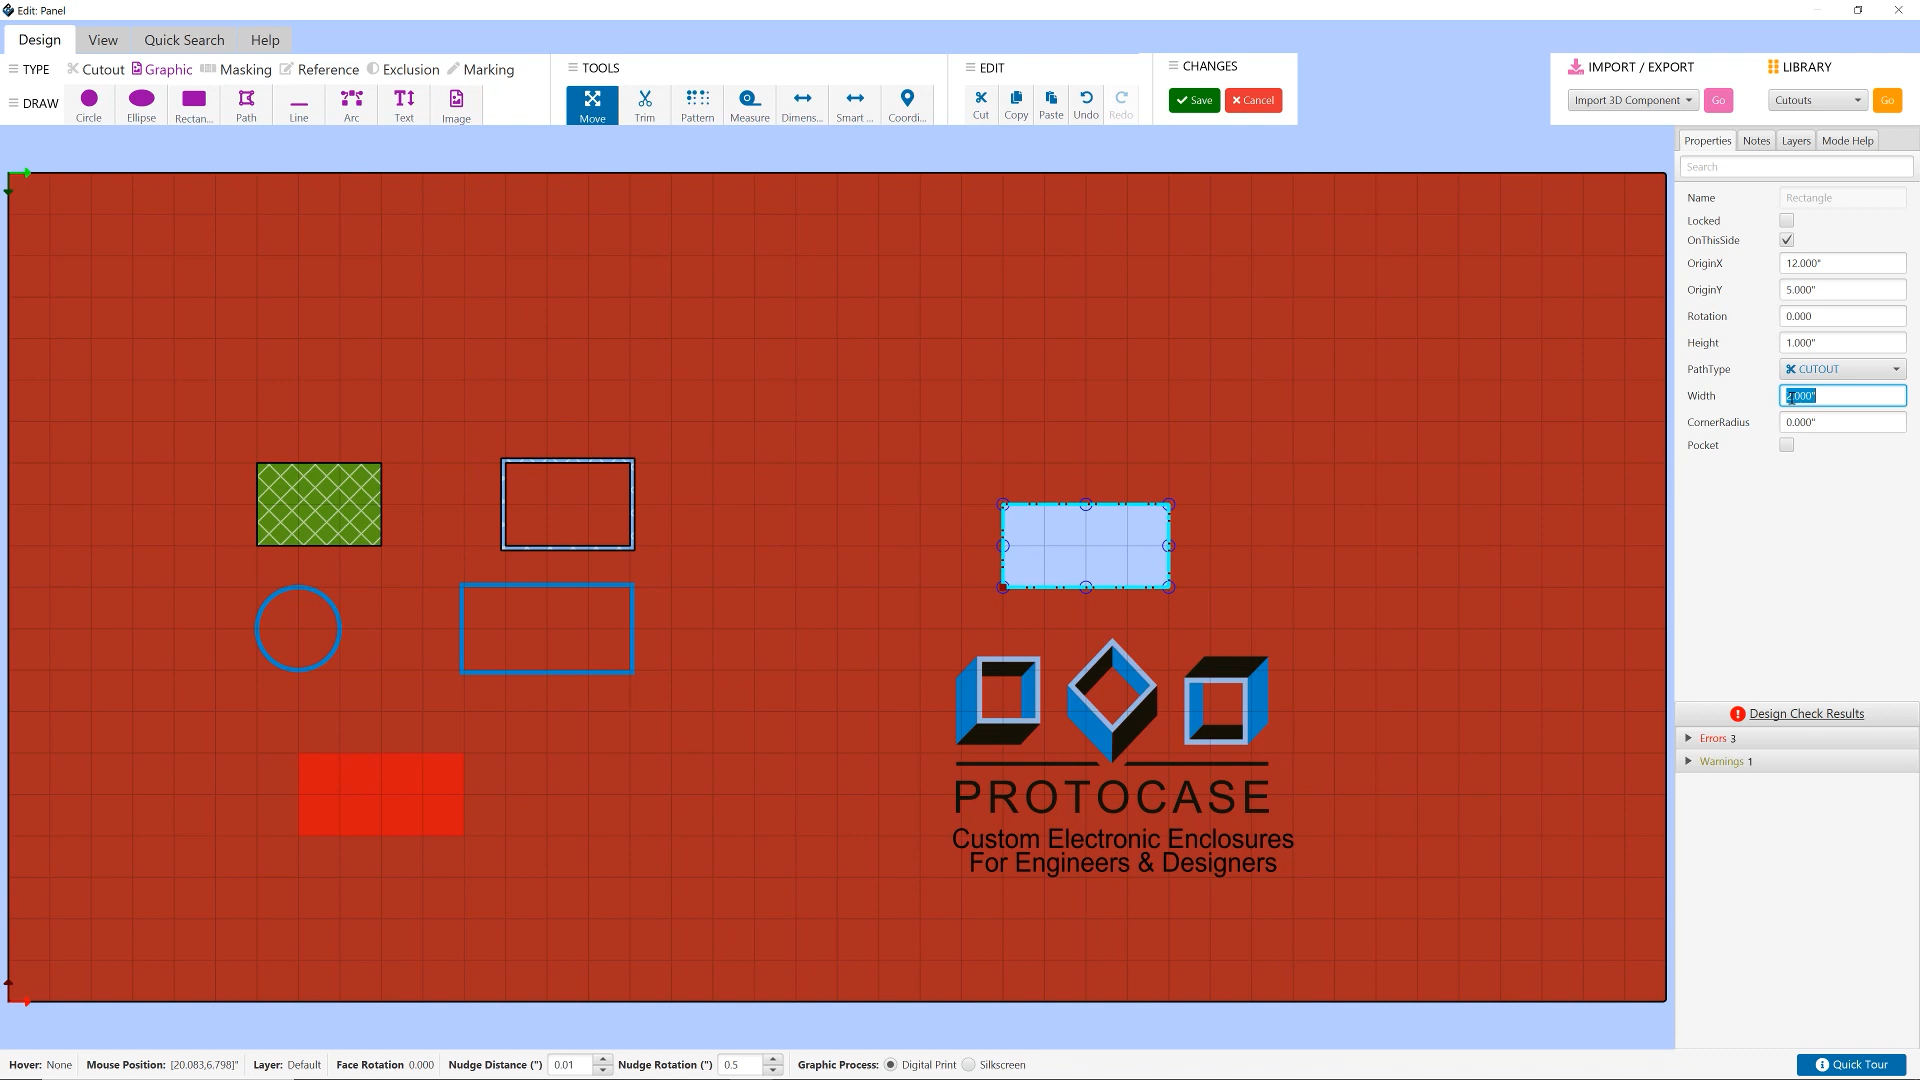 Edit: Panel
Design View Quick Search Help
TYPE Cutout Graphic Masking Reference Exclusion Marking
TOOLS
EDIT
CHANGES
IMPORT / EXPORT
LIBRARY
DRAW Circle Ellipse Rectan... Path Line Arc Text Image
Move Trim Pattern Measure Dimens... Smart ... Coordi...
Cut Copy Paste Undo Redo
Save Cancel
Import 3D Component Go
Cutouts Go
Properties Notes Layers Mode Help
Search
Name Rectangle
Locked
OnThisSide
OriginX 12.000"
OriginY 5.000"
Rotation 0.000
Height 1.000"
PathType CUTOUT
Width 2.000"
CornerRadius 0.000"
Pocket
Design Check Results
Errors 3
Warnings 1
PROTOCASE
Custom Electronic Enclosures
For Engineers & Designers
Hover: None Mouse Position: [20.083,6.798]" Layer: Default Face Rotation 0.000 Nudge Distance (") 0.01 Nudge Rotation (°) 0.5 Graphic Process: Digital Print Silkscreen Quick Tour